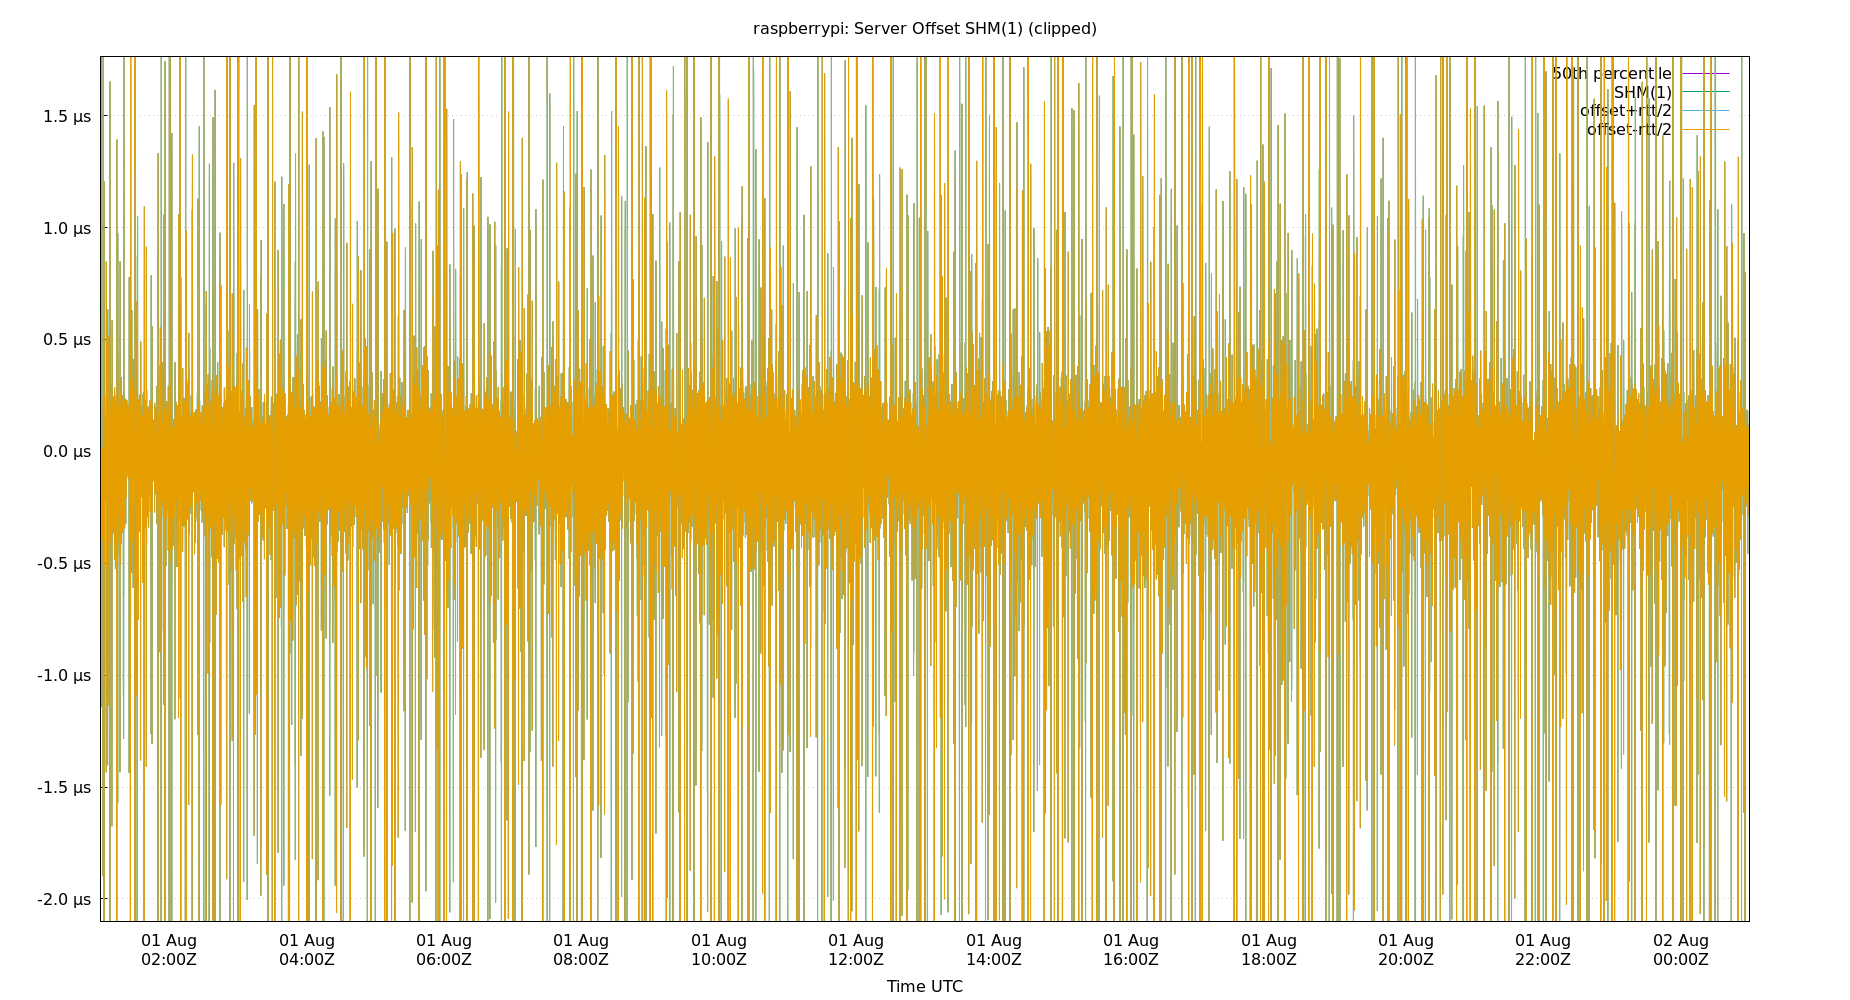 raspberrypi: Server Offset SHM(1) (clipped)
50th percentile
SHM(1)
offset+rtt/2
offset-rtt/2
1.5 µs
1.0 µs
0.5 µs
0.0 µs
-0.5 µs
-1.0 µs
-1.5 µs
-2.0 µs
01 Aug 01 Aug 01 Aug 01 Aug 01 Aug 01 Aug 01 Aug 01 Aug 01 Aug 01 Aug 01 Aug 02 Aug
02:00Z 04:00Z 06:00Z 08:00Z 10:00Z 12:00Z 14:00Z 16:00Z 18:00Z 20:00Z 22:00Z 00:00Z
Time UTC